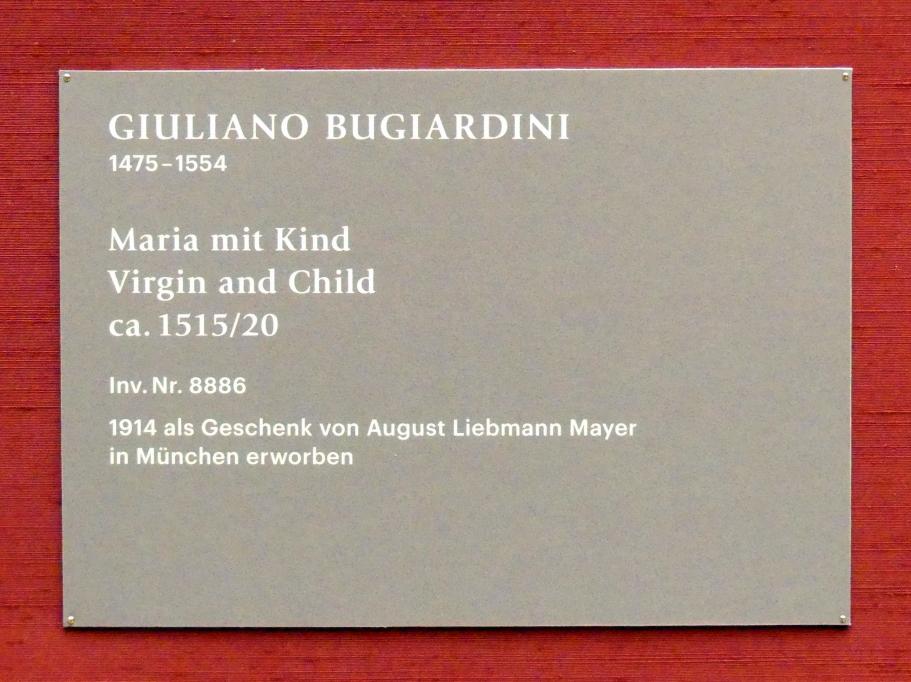 GIULIANO BUGIARDINI
1475–1554
Maria mit Kind
Virgin and Child
ca. 1515/20
Inv. Nr. 8886
1914 als Geschenk von August Liebmann Mayer
in München erworben